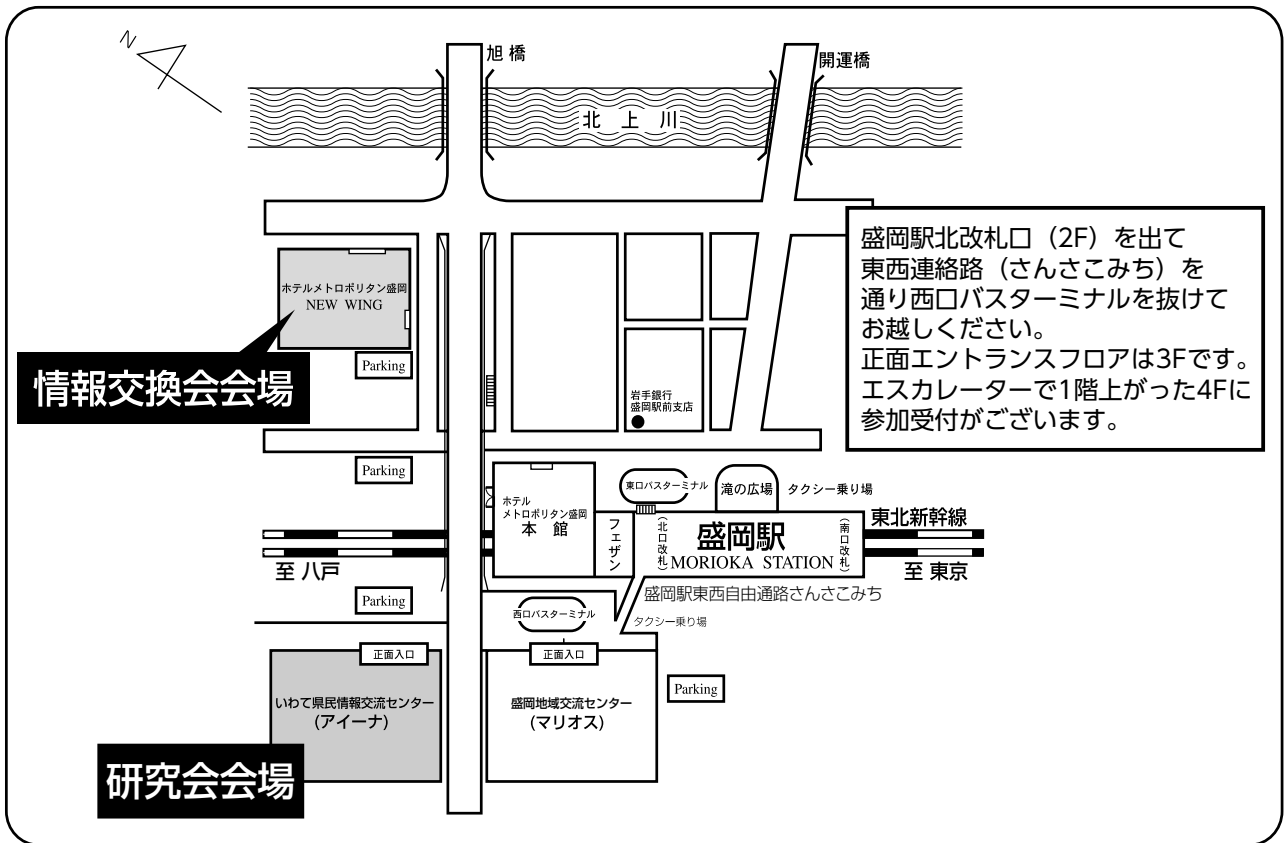 N
旭橋
開運橋
北上川
盛岡駅北改札口（2F）を出て
東西連絡路（さんさこみち）を
通り西口バスターミナルを抜けて
お越しください。
正面エントランスフロアは3Fです。
エスカレーターで1階上がった4Fに
参加受付がございます。
ホテルメトロポリタン盛岡
NEW WING
情報交換会会場
Parking
岩手銀行
盛岡駅前支店
Parking
ホテル
メトロポリタン盛岡
本館
フェザン
東口バスターミナル
滝の広場
タクシー乗り場
（北口改札）
盛岡駅
MORIOKA STATION
（南口改札）
東北新幹線
至 八戸
至 東京
盛岡駅東西自由通路さんさこみち
Parking
西口バスターミナル
タクシー乗り場
正面入口
正面入口
いわて県民情報交流センター
(アイーナ)
盛岡地域交流センター
(マリオス)
Parking
研究会会場